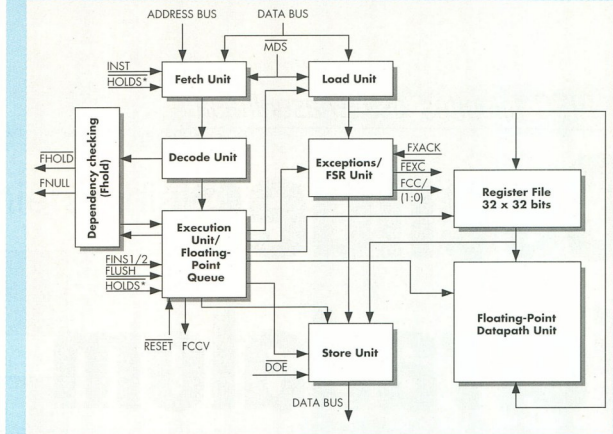 ADDRESS BUS
DATA BUS
MDS
INST
HOLDS*
Fetch Unit
Load Unit
Dependency checking
(Fhold)
FHOLD
FNULL
Decode Unit
Exceptions/
FSR Unit
FXACK
FEXC
FCC/
(1:0)
Register File
32 x 32 bits
Execution
Unit/
Floating-
Point
Queue
FINS1/2
FLUSH
HOLDS*
Floating-Point
Datapath Unit
RESET
FCCV
Store Unit
DOE
DATA BUS